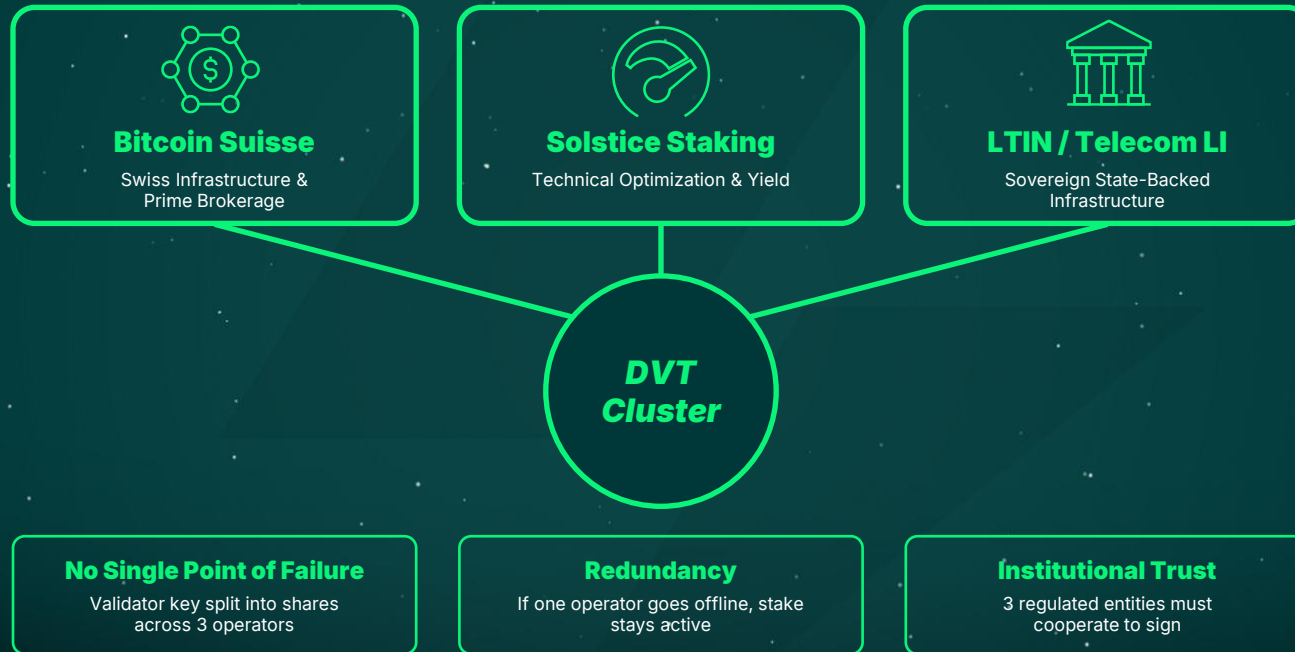 $
Bitcoin Suisse
Swiss Infrastructure &
Prime Brokerage
Solstice Staking
Technical Optimization & Yield
LTIN / Telecom LI
Sovereign State-Backed
Infrastructure
DVT
Cluster
No Single Point of Failure
Validator key split into shares
across 3 operators
Redundancy
If one operator goes offline, stake
stays active
Institutional Trust
3 regulated entities must
cooperate to sign